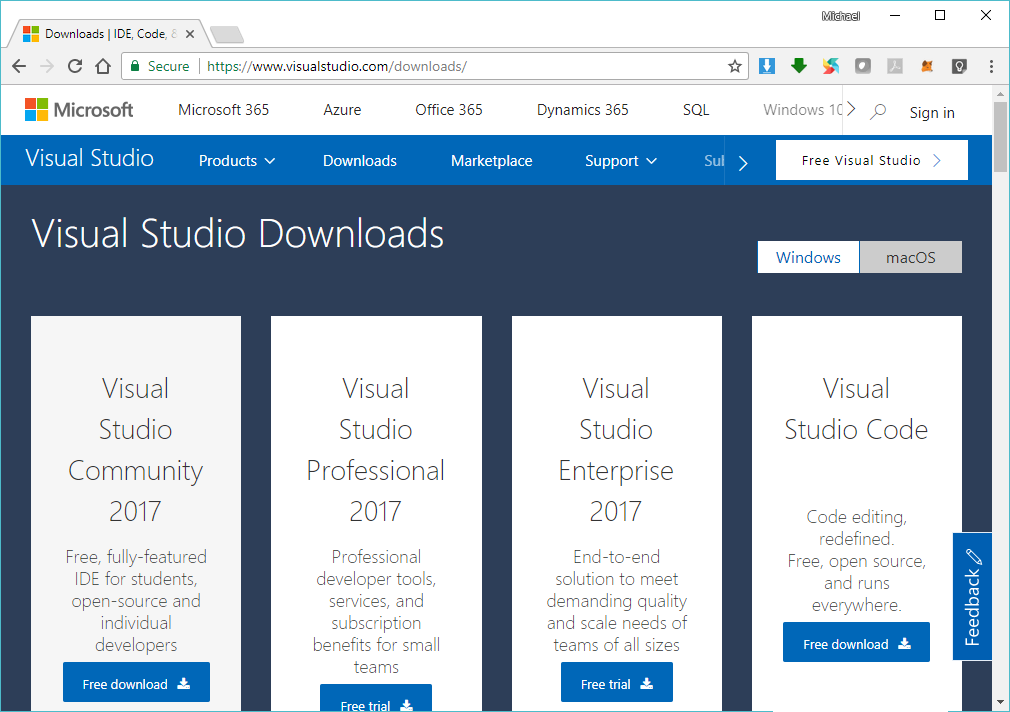 Michael
Downloads | IDE, Code, &
Secure https://www.visualstudio.com/downloads/
Microsoft Microsoft 365 Azure Office 365 Dynamics 365 SQL Windows 10 Sign in
Visual Studio Products Downloads Marketplace Support Sub Free Visual Studio
Visual Studio Downloads
Windows macOS
Visual
Studio
Community
2017
Free, fully-featured
IDE for students,
open-source and
individual
developers
Free download
Visual
Studio
Professional
2017
Professional
developer tools,
services, and
subscription
benefits for small
teams
Free trial
Visual
Studio
Enterprise
2017
End-to-end
solution to meet
demanding quality
and scale needs of
teams of all sizes
Free trial
Visual
Studio Code
Code editing,
redefined.
Free, open source,
and runs
everywhere.
Free download
Feedback